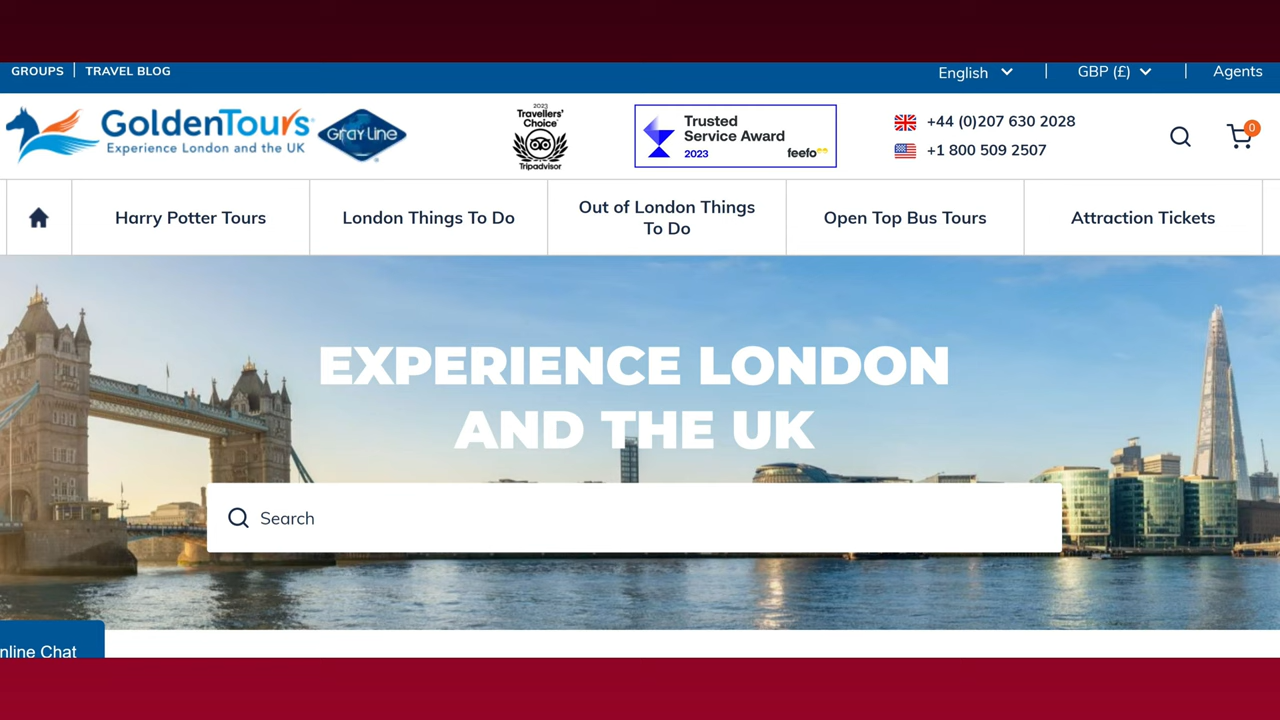 GROUPS
TRAVEL BLOG
English
GBP (£)
Agents
GoldenTours
Experience London and the UK
Gray Line
2023
Travellers'
Choice
Tripadvisor
Trusted
Service Award
2023
feefo
+44 (0)207 630 2028
+1 800 509 2507
0
Harry Potter Tours
London Things To Do
Out of London Things
To Do
Open Top Bus Tours
Attraction Tickets
EXPERIENCE LONDON
AND THE UK
Search
nline Chat